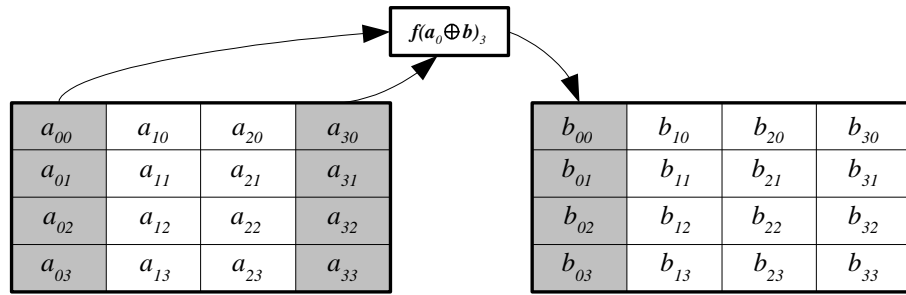 f(a₀⊕b)₃
a₀₀ a₁₀ a₂₀ a₃₀ b₀₀ b₁₀ b₂₀ b₃₀
a₀₁ a₁₁ a₂₁ a₃₁ b₀₁ b₁₁ b₂₁ b₃₁
a₀₂ a₁₂ a₂₂ a₃₂ b₀₂ b₁₂ b₂₂ b₃₂
a₀₃ a₁₃ a₂₃ a₃₃ b₀₃ b₁₃ b₂₃ b₃₃